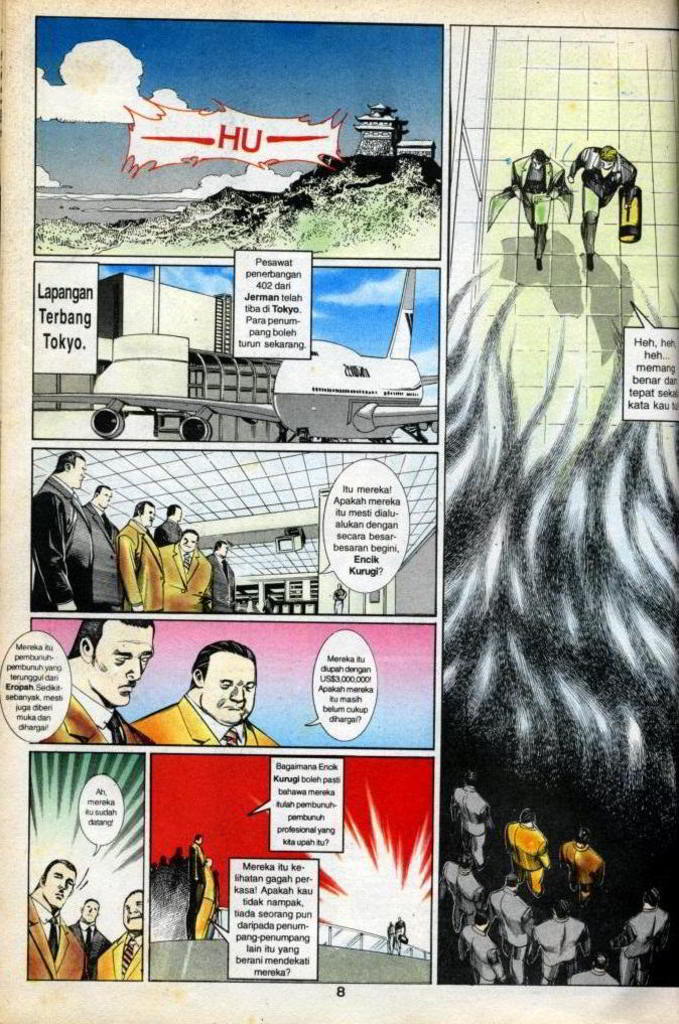 HU
Lapangan
Terbang
Tokyo.
Pesawat
penerbangan
402 dari
Jerman telah
tiba di Tokyo.
Para penum-
pang boleh
turun sekarang.
Itu mereka!
Apakah mereka
itu mesti dialu-
alukan dengan
secara besar-
besaran begini,
Encik
Kurugi?
Mereka itu
pembunuh-
pembunuh yang
terunggul dari
Eropah. Sedikit-
sebanyak, mesti
juga diberi
muka dan
dihargai!
Mereka itu
diupah dengan
US$3,000,000!
Apakah mereka
itu masih
belum cukup
dihargai?
Ah,
mereka
itu sudah
datang!
Bagaimana Encik
Kurugi boleh pasti
bahawa mereka
itulah pembunuh-
pembunuh
profesional yang
kita upah itu?
Mereka itu ke-
lihatan gagah per-
kasa! Apakah kau
tidak nampak,
tiada seorang pun
daripada penum-
pang-penumpang
lain itu yang
berani mendekati
mereka?
Heh, heh,
heh...
memang
benar dan
tepat
kata kau
8